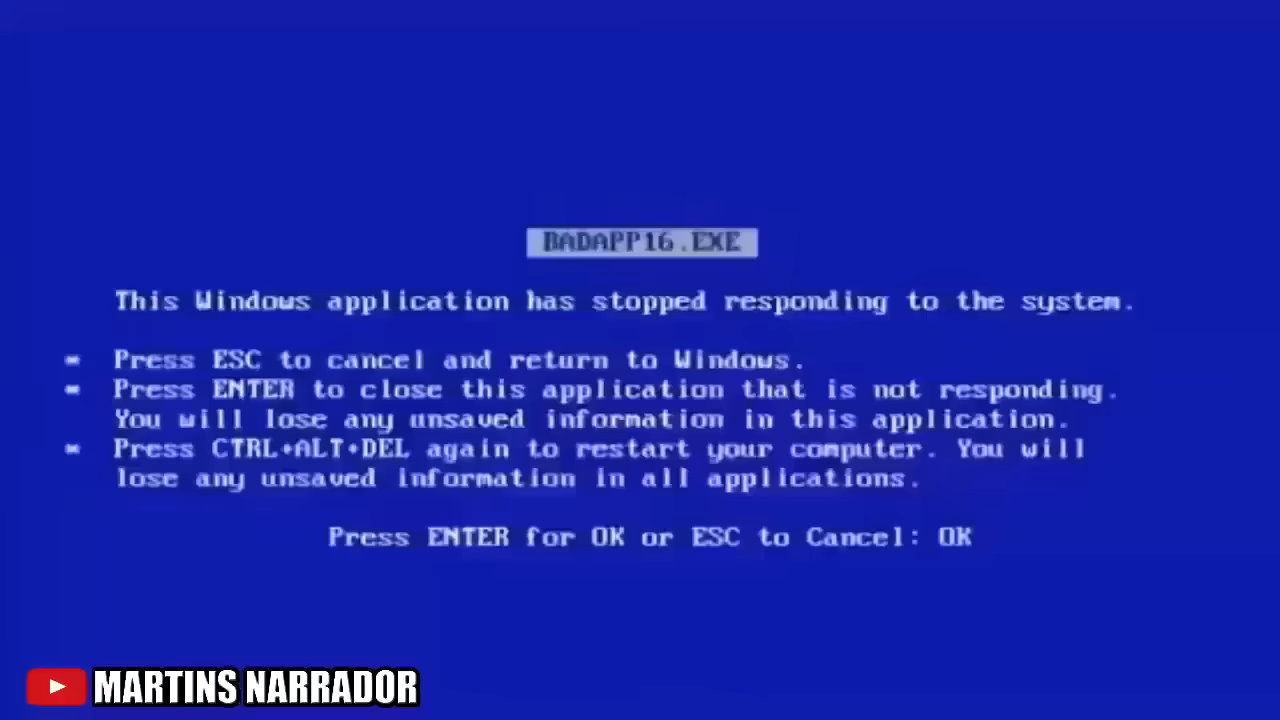 BADAPP16.EXE
This Windows application has stopped responding to the system.
* Press ESC to cancel and return to Windows.
* Press ENTER to close this application that is not responding.
You will lose any unsaved information in this application.
* Press CTRL+ALT+DEL again to restart your computer. You will
lose any unsaved information in all applications.
Press ENTER for OK or ESC to Cancel: OK
MARTINS NARRADOR